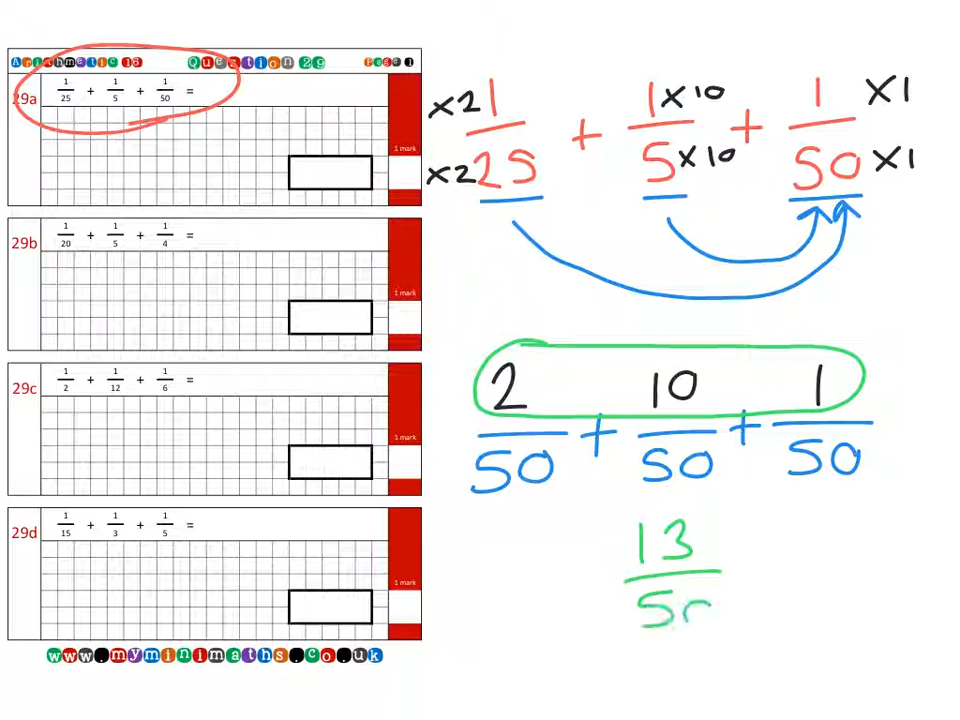 Arithmetic 16 Question 29 Page 1
29a 1/25 + 1/5 + 1/50 =
1 mark
29b 1/20 + 1/5 + 1/4 =
1 mark
29c 1/2 + 1/12 + 1/6 =
1 mark
29d 1/15 + 1/3 + 1/5 =
1 mark
www.myminimaths.co.uk
×2 1 + 1 ×10 + 1 ×1
×2 25 5 ×10 50 ×1
2 10 1
50 + 50 + 50
13